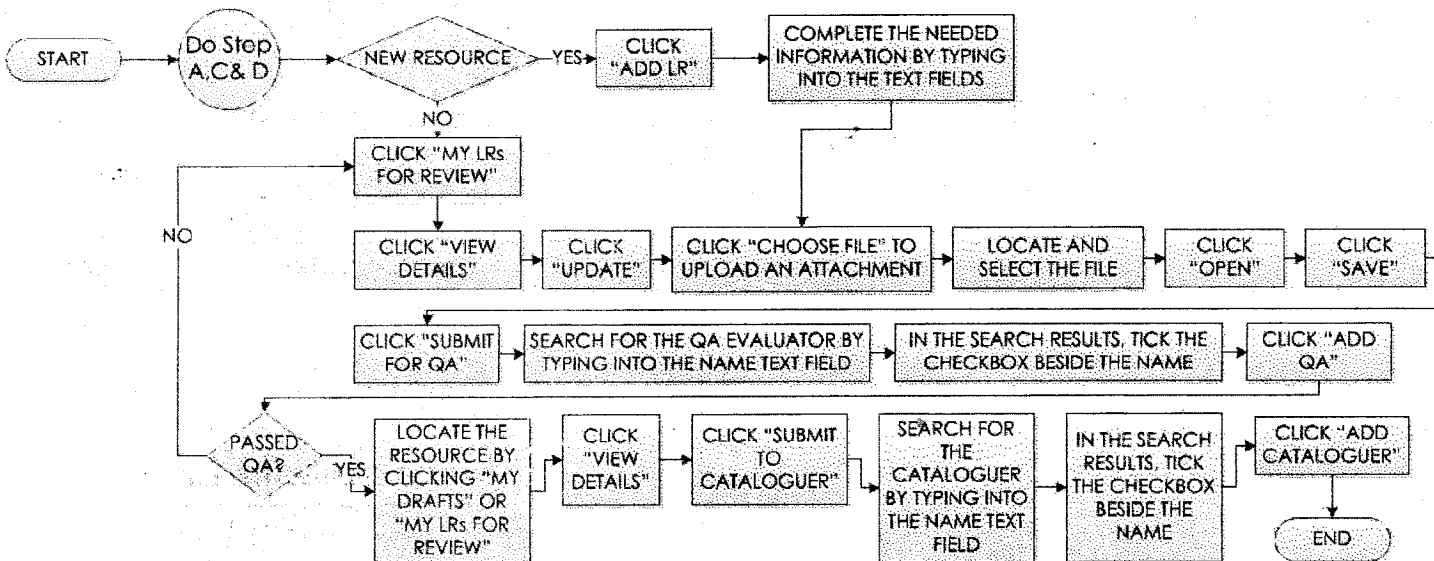 START
Do Step
A,C& D
NEW RESOURCE
YES
CLICK
"ADD LR"
COMPLETE THE NEEDED
INFORMATION BY TYPING
INTO THE TEXT FIELDS
NO
CLICK "MY LRs
FOR REVIEW"
NO
CLICK "VIEW
DETAILS"
CLICK
"UPDATE"
CLICK "CHOOSE FILE" TO
UPLOAD AN ATTACHMENT
LOCATE AND
SELECT THE FILE
CLICK
"OPEN"
CLICK
"SAVE"
CLICK "SUBMIT
FOR QA"
SEARCH FOR THE QA EVALUATOR BY
TYPING INTO THE NAME TEXT FIELD
IN THE SEARCH RESULTS, TICK THE
CHECKBOX BESIDE THE NAME
CLICK "ADD
QA"
PASSED
QA?
YES
LOCATE THE
RESOURCE BY
CLICKING "MY
DRAFTS" OR
"MY LRs FOR
REVIEW"
CLICK
"VIEW
DETAILS"
CLICK "SUBMIT
TO
CATALOGUER"
SEARCH FOR
THE
CATALOGUER
BY TYPING INTO
THE NAME TEXT
FIELD
IN THE SEARCH
RESULTS, TICK
THE CHECKBOX
BESIDE THE
NAME
CLICK "ADD
CATALOGUER"
END